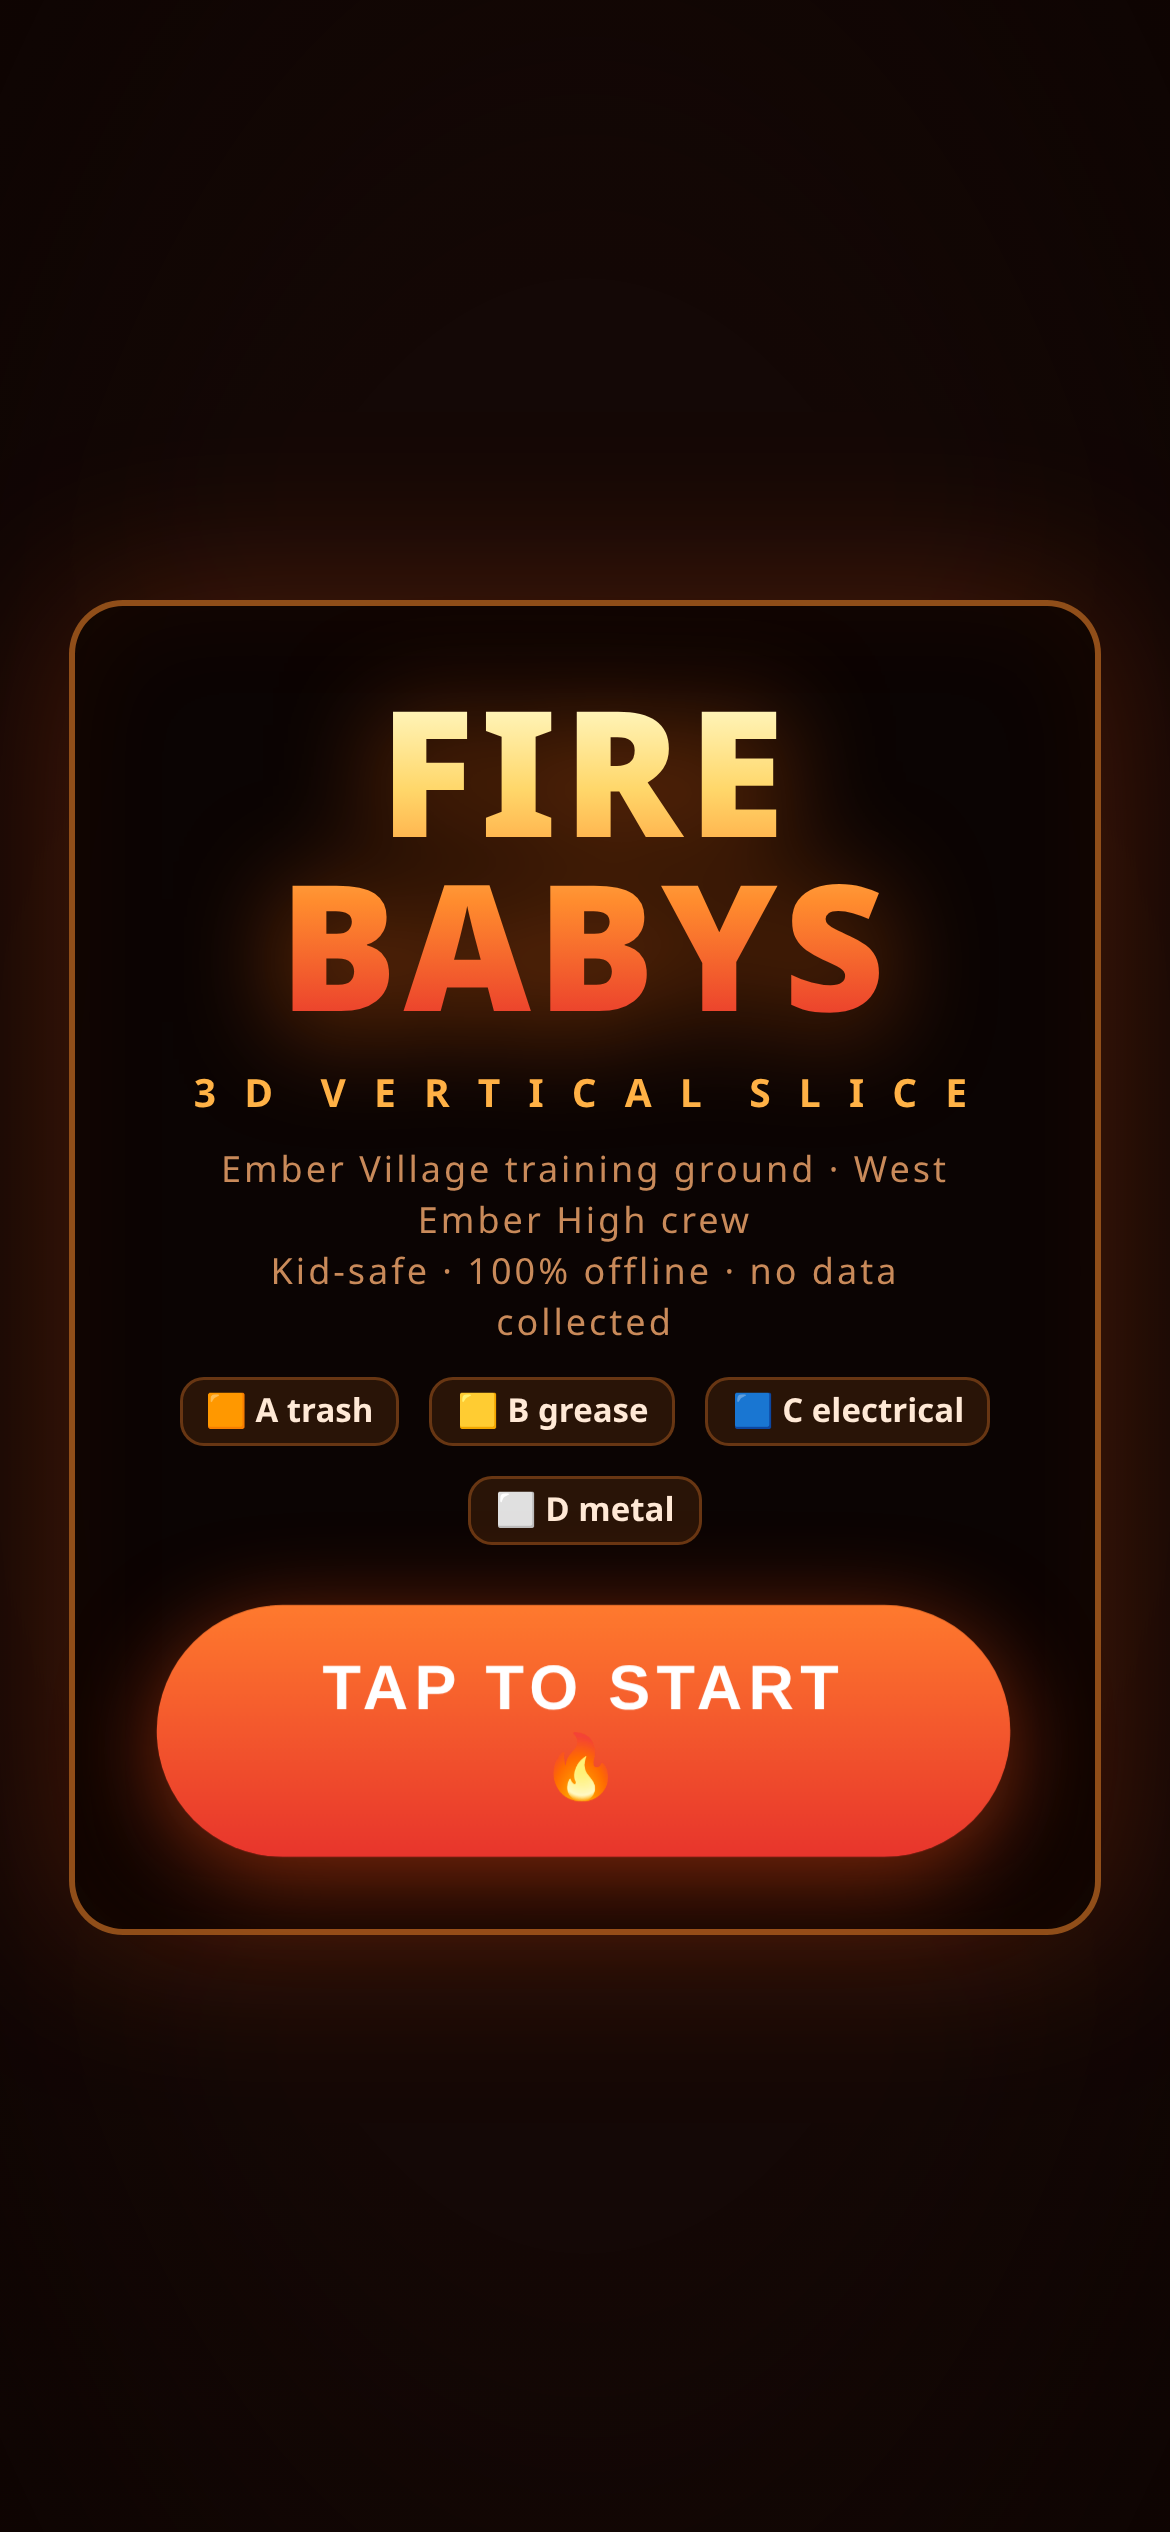 FIRE
BABYS
3D VERTICAL SLICE
Ember Village training ground · West
Ember High crew
Kid-safe · 100% offline · no data
collected
🟧 A trash 🟨 B grease 🟦 C electrical
⬜ D metal
TAP TO START
🔥